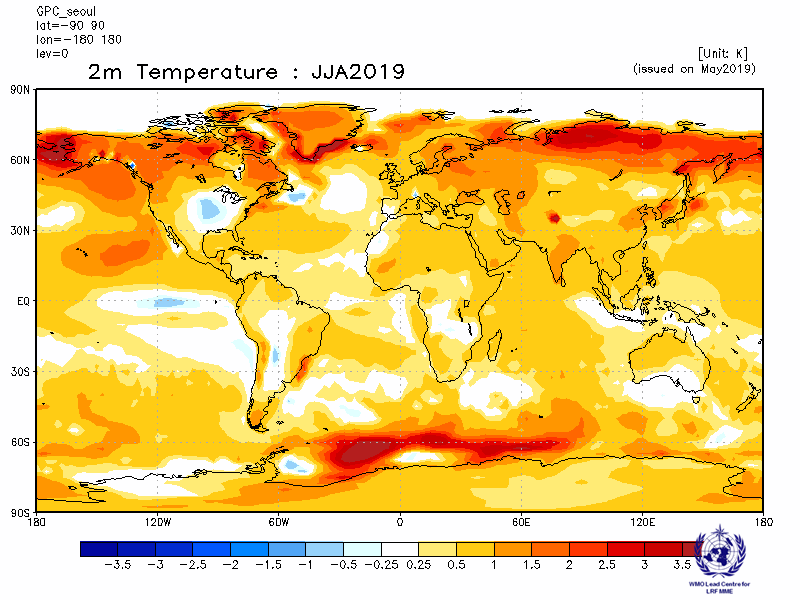 GPC_seoul
lat=-90 90
lon=-180 180
lev=0
[Unit: K]
2m Temperature : JJA2019
(issued on May2019)
90N
60N
30N
EQ
30S
60S
90S
180 120W 60W 0 60E 120E 180
-3.5 -3 -2.5 -2 -1.5 -1 -0.5 -0.25 0.25 0.5 1 1.5 2 2.5 3 3.5
WMO Lead Centre for
LRF MME